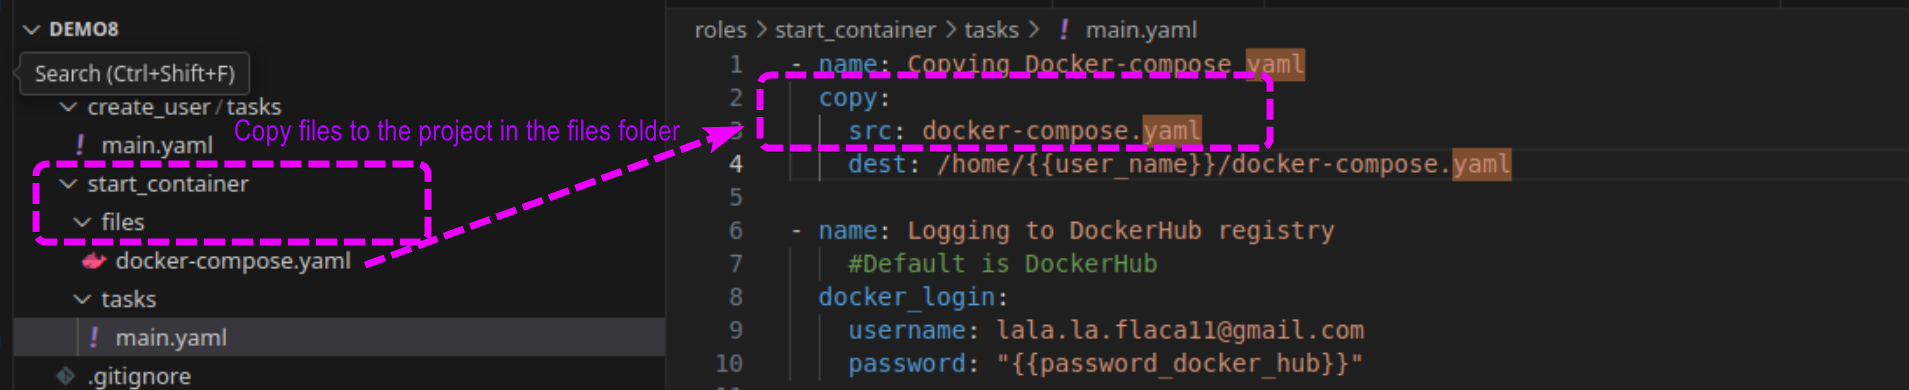 DEMO8
Search (Ctrl+Shift+F)
create_user / tasks
! main.yaml
Copy files to the project in the files folder
start_container
files
docker-compose.yaml
tasks
! main.yaml
.gitignore
roles > start_container > tasks > ! main.yaml
1 - name: Copying Docker-compose yaml
2 copy:
3 src: docker-compose.yaml
4 dest: /home/{{user_name}}/docker-compose.yaml
5
6 - name: Logging to DockerHub registry
7 #Default is DockerHub
8 docker_login:
9 username: lala.la.flaca11@gmail.com
10 password: "{{password_docker_hub}}"